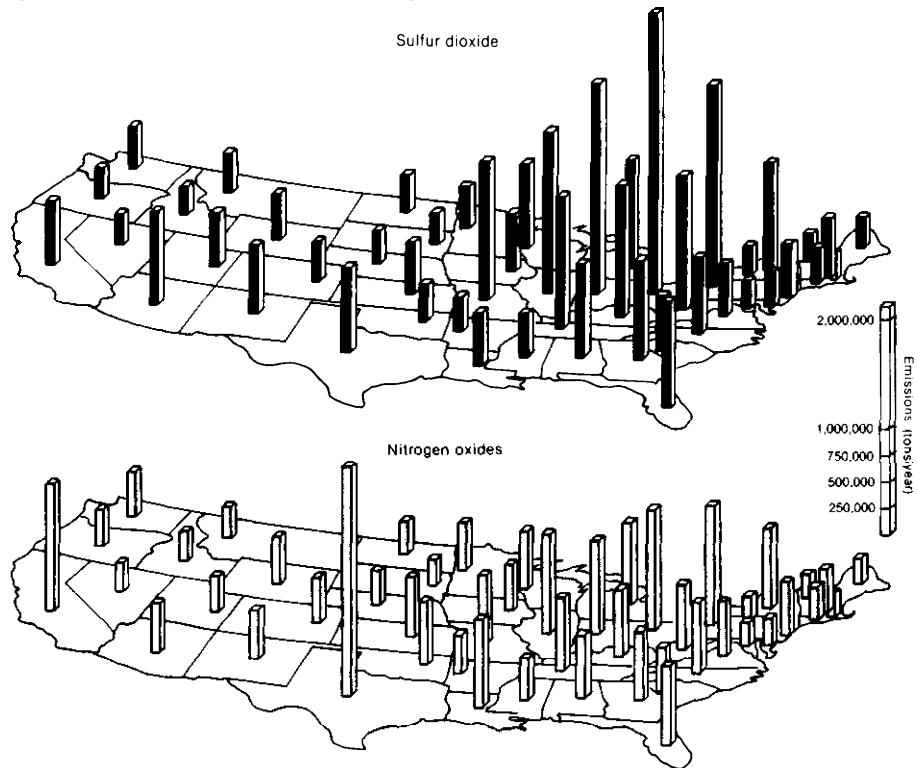 Sulfur dioxide
2,000,000
1,000,000
750,000
500,000
250,000
Emissions (tons/year)
Nitrogen oxides